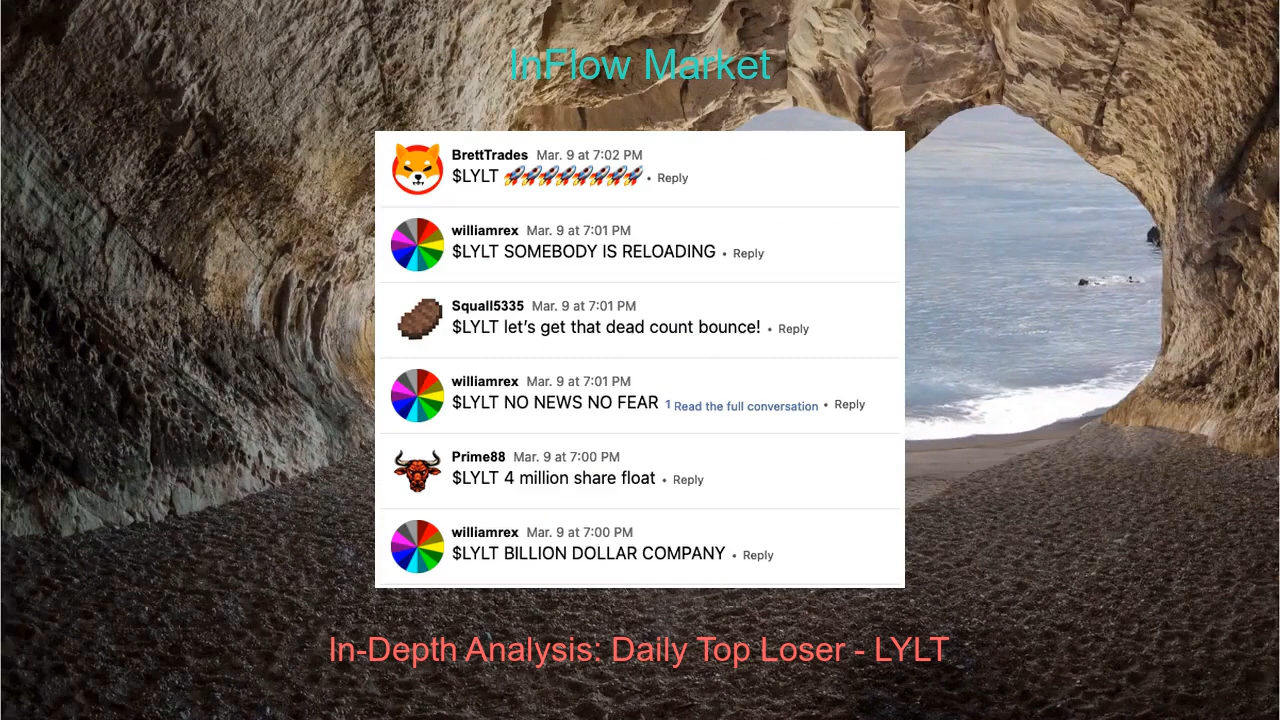 InFlow Market
BrettTrades Mar. 9 at 7:02 PM
$LYLT 🚀🚀🚀🚀🚀🚀🚀🚀 • Reply
williamrex Mar. 9 at 7:01 PM
$LYLT SOMEBODY IS RELOADING • Reply
Squall5335 Mar. 9 at 7:01 PM
$LYLT let’s get that dead count bounce! • Reply
williamrex Mar. 9 at 7:01 PM
$LYLT NO NEWS NO FEAR 1 Read the full conversation • Reply
Prime88 Mar. 9 at 7:00 PM
$LYLT 4 million share float • Reply
williamrex Mar. 9 at 7:00 PM
$LYLT BILLION DOLLAR COMPANY • Reply
In-Depth Analysis: Daily Top Loser - LYLT